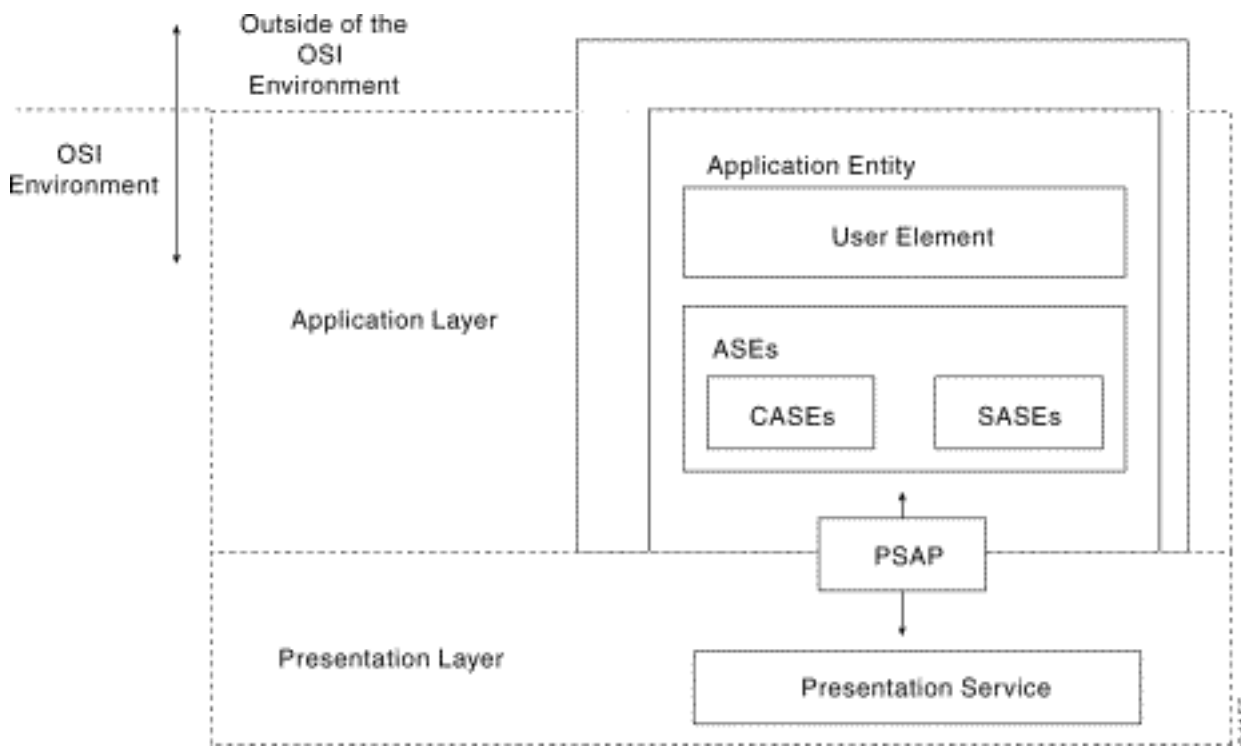 Outside of the
OSI
Environment
OSI
Environment
Application Entity
User Element
Application Layer
ASEs
CASEs
SASEs
PSAP
Presentation Layer
Presentation Service